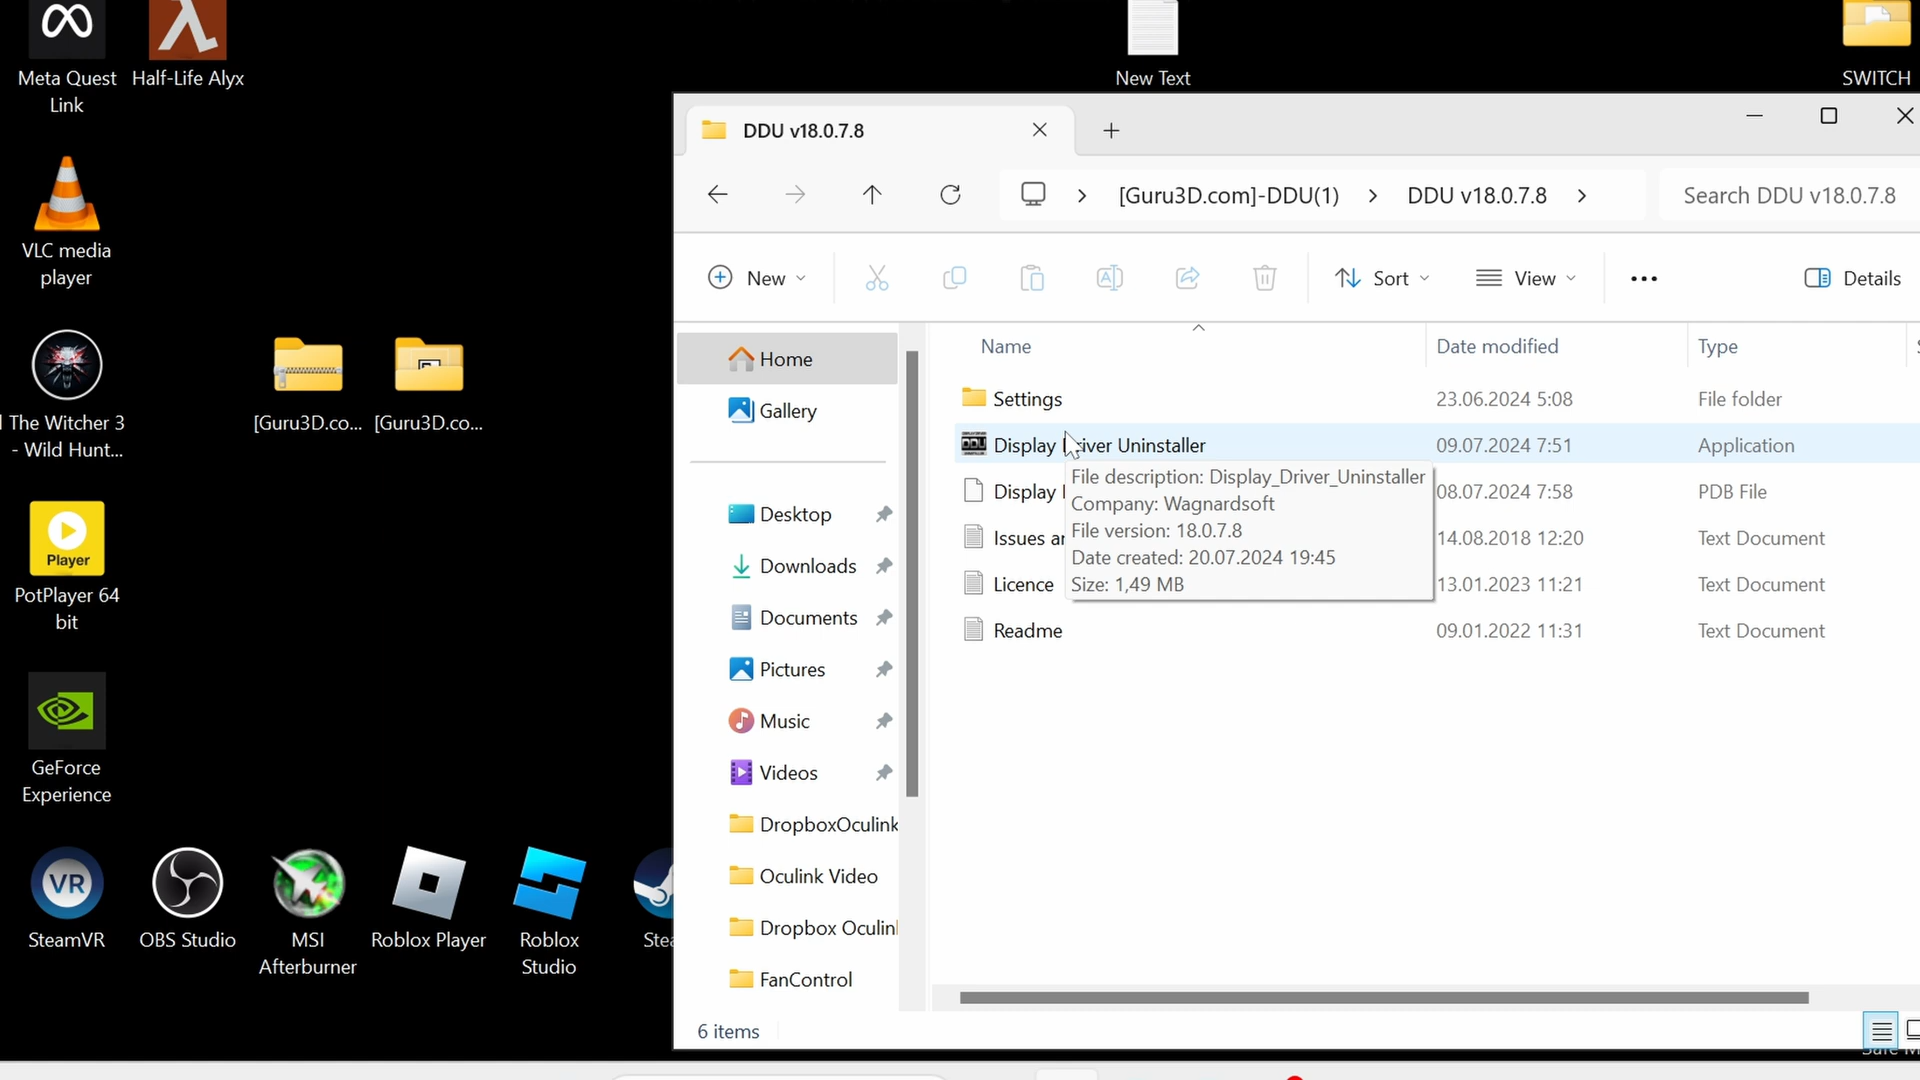 Meta Quest
Link
Half-Life Alyx
New Text
SWITCH
VLC media
player
The Witcher 3
- Wild Hunt...
[Guru3D.co...
[Guru3D.co...
Player
PotPlayer 64
bit
GeForce
Experience
VR
SteamVR
OBS Studio
MSI
Afterburner
Roblox Player
Roblox
Studio
Stea
DDU v18.0.7.8
[Guru3D.com]-DDU(1)
DDU v18.0.7.8
Search DDU v18.0.7.8
New
Sort
View
Details
Home
Gallery
Desktop
Downloads
Documents
Pictures
Music
Videos
DropboxOculink
Oculink Video
Dropbox Oculin
FanControl
Name
Date modified
Type
Settings
23.06.2024 5:08
File folder
DDU
Display Driver Uninstaller
09.07.2024 7:51
Application
Display
08.07.2024 7:58
PDB File
Issues
14.08.2018 12:20
Text Document
Licence
13.01.2023 11:21
Text Document
Readme
09.01.2022 11:31
Text Document
File description: Display_Driver_Uninstaller
Company: Wagnardsoft
File version: 18.0.7.8
Date created: 20.07.2024 19:45
Size: 1,49 MB
6 items